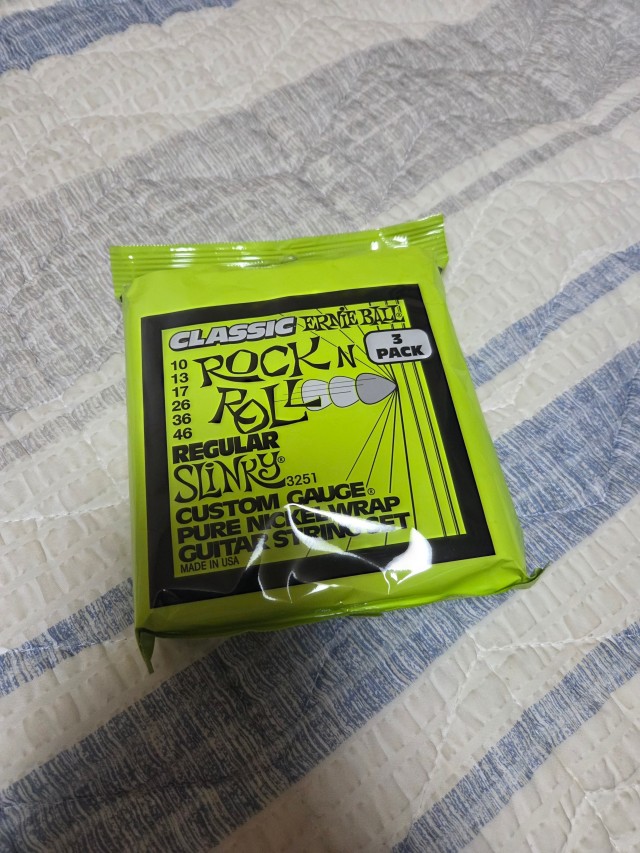 CLASSIC ERNIE BALL
3 PACK
10
13
17
26
36
46
ROCK N
ROLL
REGULAR
SLINKY®
3251
CUSTOM GAUGE®
PURE NICKEL WRAP
GUITAR STRING SET
MADE IN USA